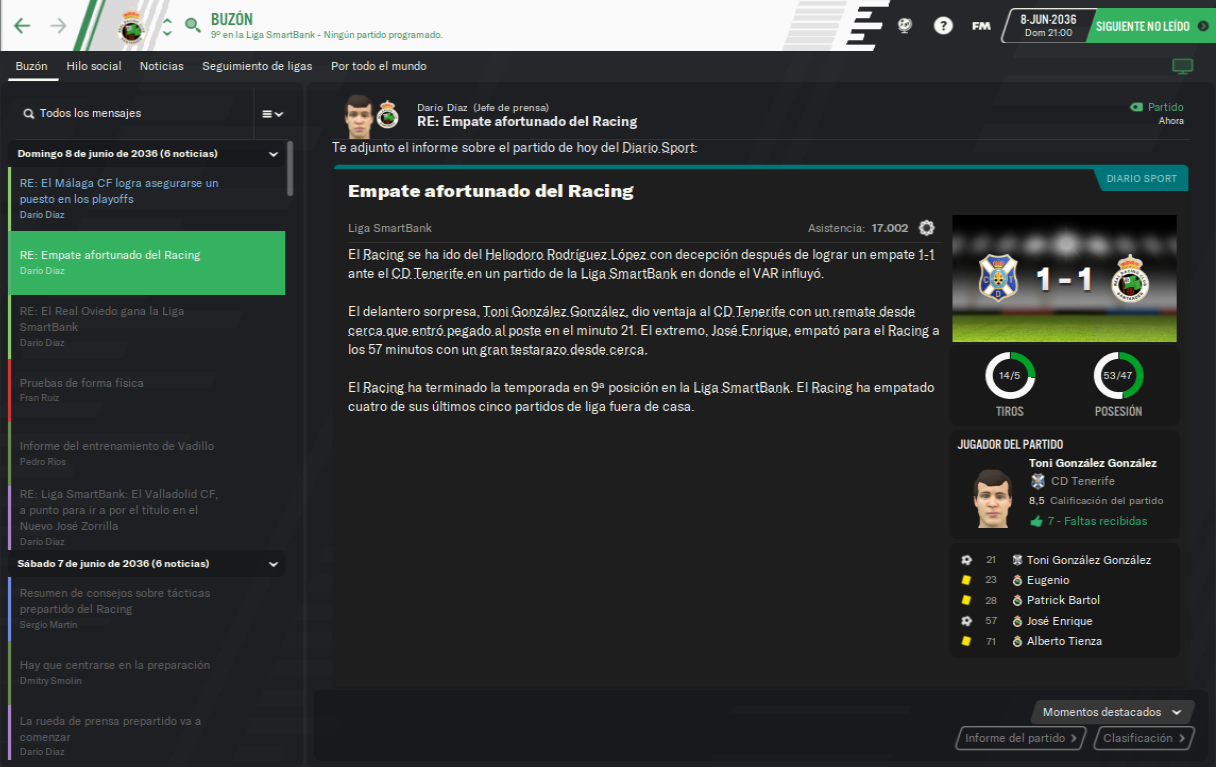 BUZÓN
9º en la Liga SmartBank - Ningún partido programado.
FM
8-JUN-2036
Dom 21:00
SIGUIENTE NO LEÍDO
Buzón
Hilo social
Noticias
Seguimiento de ligas
Por todo el mundo
Todos los mensajes
Domingo 8 de junio de 2036 (6 noticias)
RE: El Málaga CF logra asegurarse un
puesto en los playoffs
Darío Díaz
RE: Empate afortunado del Racing
Darío Díaz
RE: El Real Oviedo gana la Liga
SmartBank
Darío Díaz
Pruebas de forma física
Fran Ruiz
Informe del entrenamiento de Vadillo
Pedro Ríos
RE: Liga SmartBank: El Valladolid CF,
a punto para ir a por el título en el
Nuevo José Zorrilla
Darío Díaz
Sábado 7 de junio de 2036 (6 noticias)
Resumen de consejos sobre tácticas
prepartido del Racing
Sergio Martín
Hay que centrarse en la preparación
Dmitry Smolin
La rueda de prensa prepartido va a
comenzar
Darío Díaz
Darío Díaz (Jefe de prensa)
RE: Empate afortunado del Racing
Partido
Ahora
Te adjunto el informe sobre el partido de hoy del Diario Sport:
DIARIO SPORT
Empate afortunado del Racing
Liga SmartBank
Asistencia: 17.002
El Racing se ha ido del Heliodoro Rodríguez López con decepción después de lograr un empate 1-1
ante el CD Tenerife en un partido de la Liga SmartBank en donde el VAR influyó.
El delantero sorpresa, Toni González González, dio ventaja al CD Tenerife con un remate desde
cerca que entró pegado al poste en el minuto 21. El extremo, José Enrique, empató para el Racing a
los 57 minutos con un gran testarazo desde cerca.
El Racing ha terminado la temporada en 9ª posición en la Liga SmartBank. El Racing ha empatado
cuatro de sus últimos cinco partidos de liga fuera de casa.
1 - 1
14/5
TIROS
53/47
POSESIÓN
JUGADOR DEL PARTIDO
Toni González González
CD Tenerife
8,5 Calificación del partido
7 - Faltas recibidas
21 Toni González González
23 Eugenio
28 Patrick Bartol
57 José Enrique
71 Alberto Tienza
Momentos destacados
Informe del partido
Clasificación